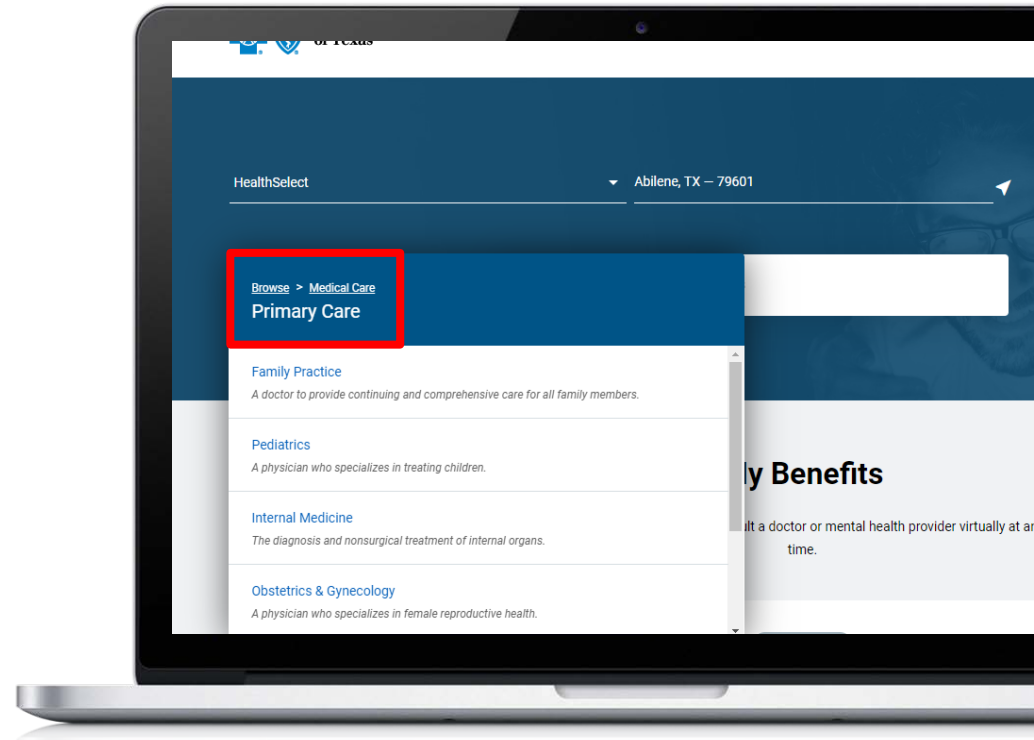 of Texas
HealthSelect
Abilene, TX — 79601
Browse > Medical Care
Primary Care
Family Practice
A doctor to provide continuing and comprehensive care for all family members.
Pediatrics
A physician who specializes in treating children.
Internal Medicine
The diagnosis and nonsurgical treatment of internal organs.
Obstetrics & Gynecology
A physician who specializes in female reproductive health.
Benefits
a doctor or mental health provider virtually at
time.